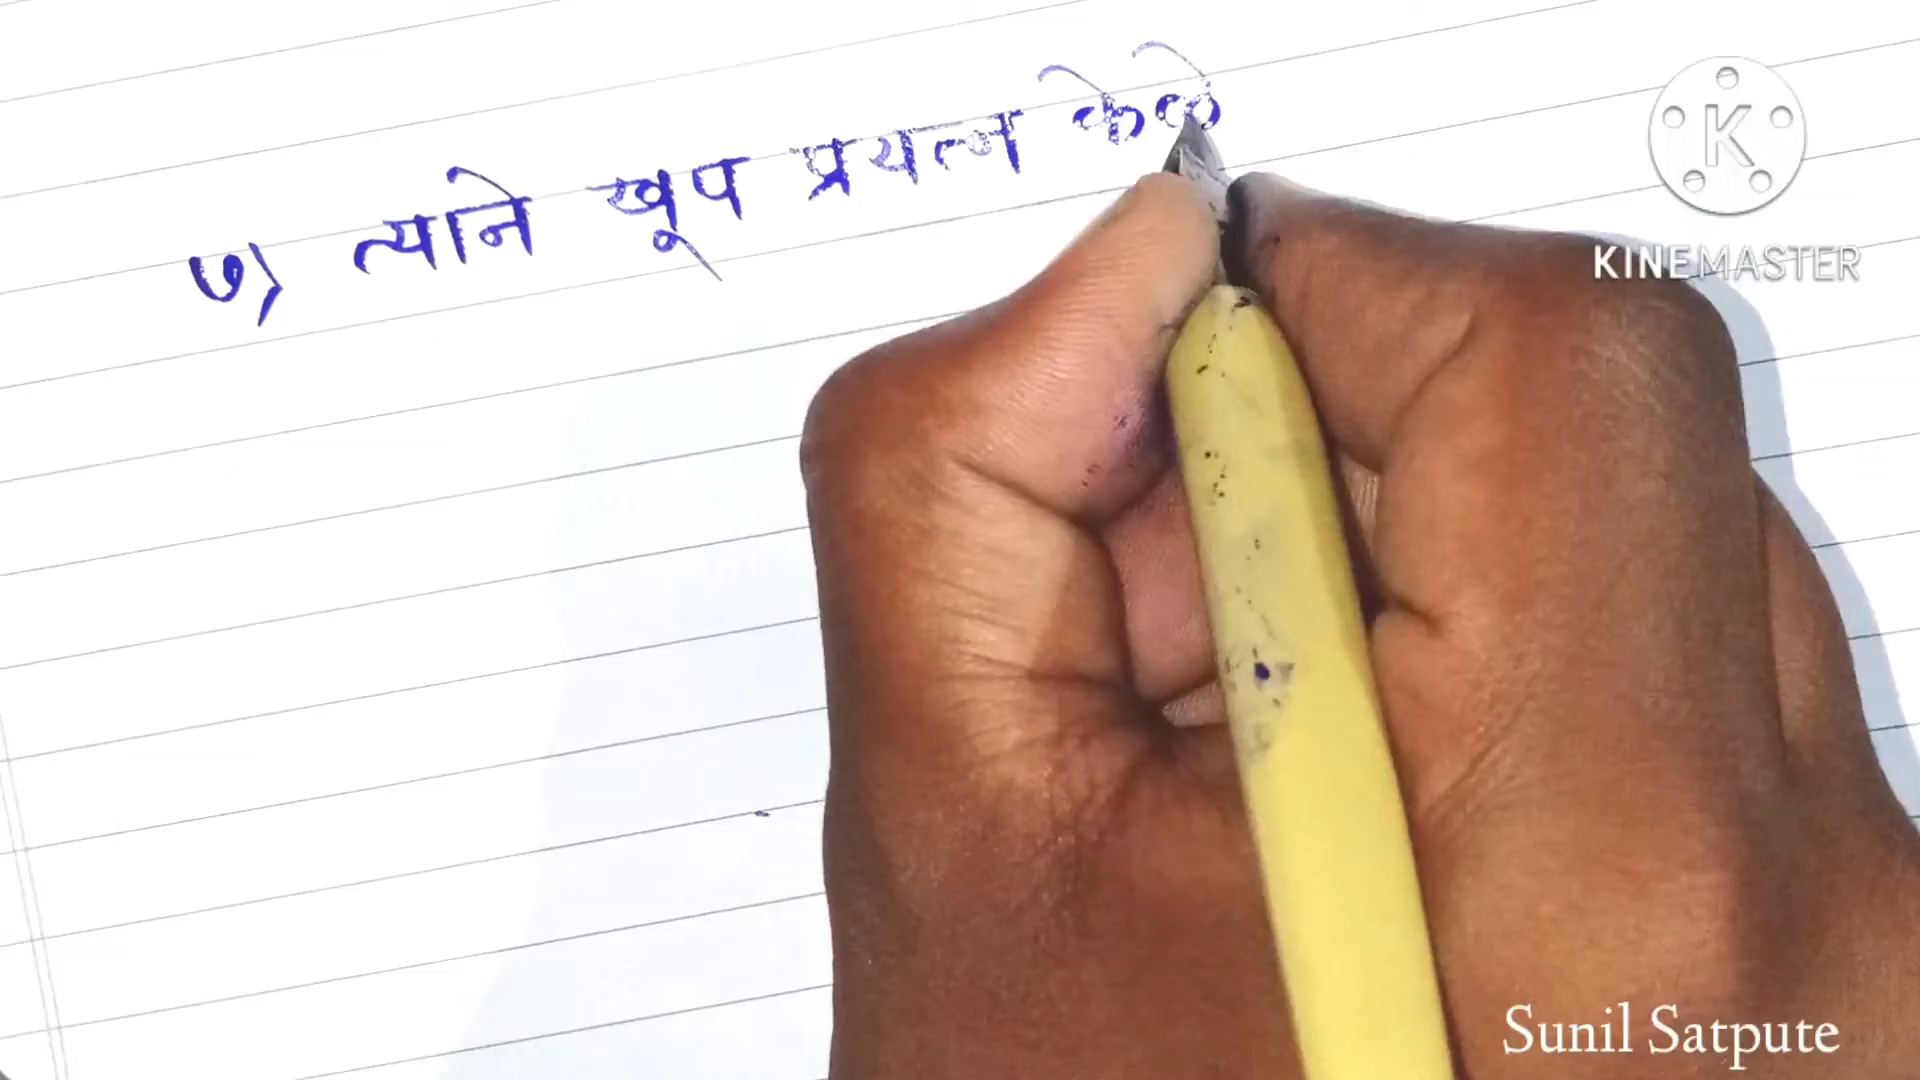 ७) त्याने खूप प्रयत्न केले
K
KINEMASTER
Sunil Satpute